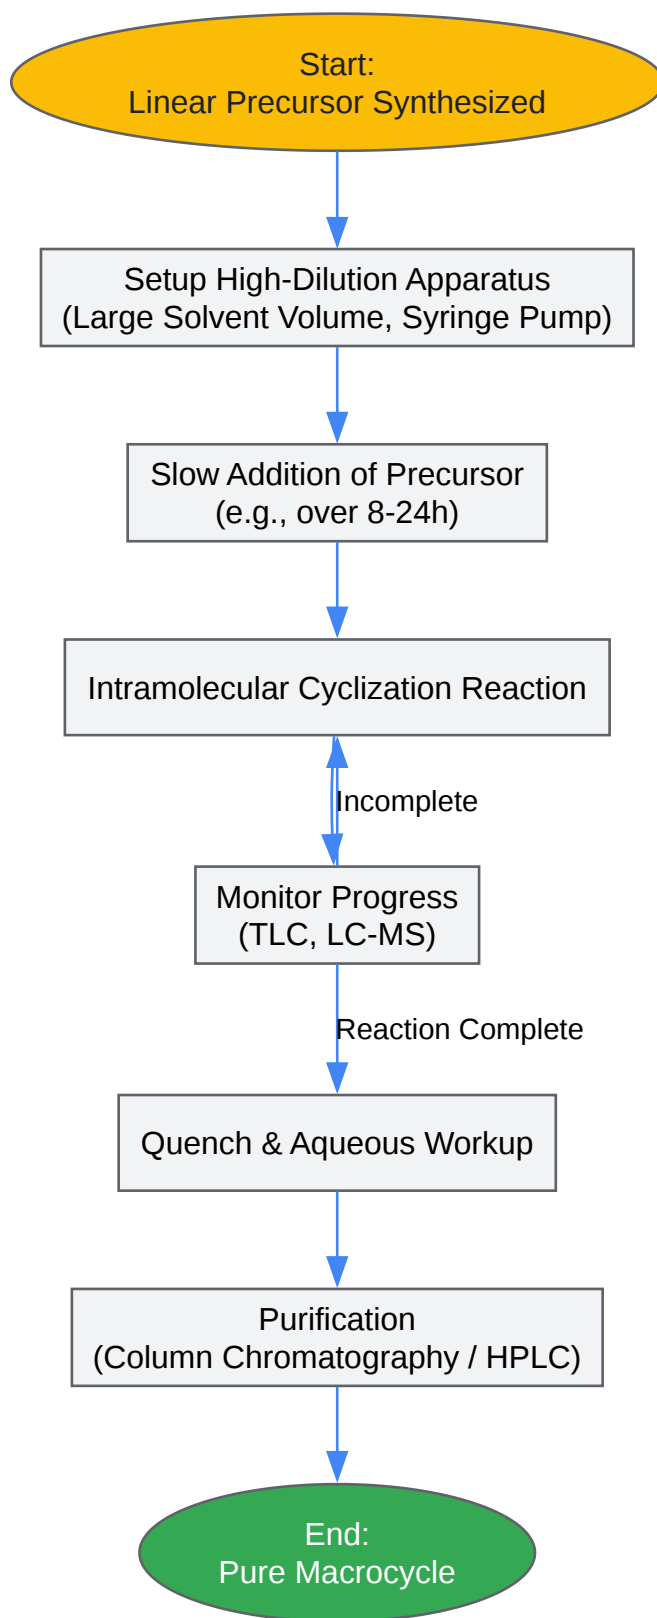 Start:
Linear Precursor Synthesized
Setup High-Dilution Apparatus
(Large Solvent Volume, Syringe Pump)
Slow Addition of Precursor
(e.g., over 8-24h)
Intramolecular Cyclization Reaction
Incomplete
Monitor Progress
(TLC, LC-MS)
Reaction Complete
Quench & Aqueous Workup
Purification
(Column Chromatography / HPLC)
End:
Pure Macrocycle